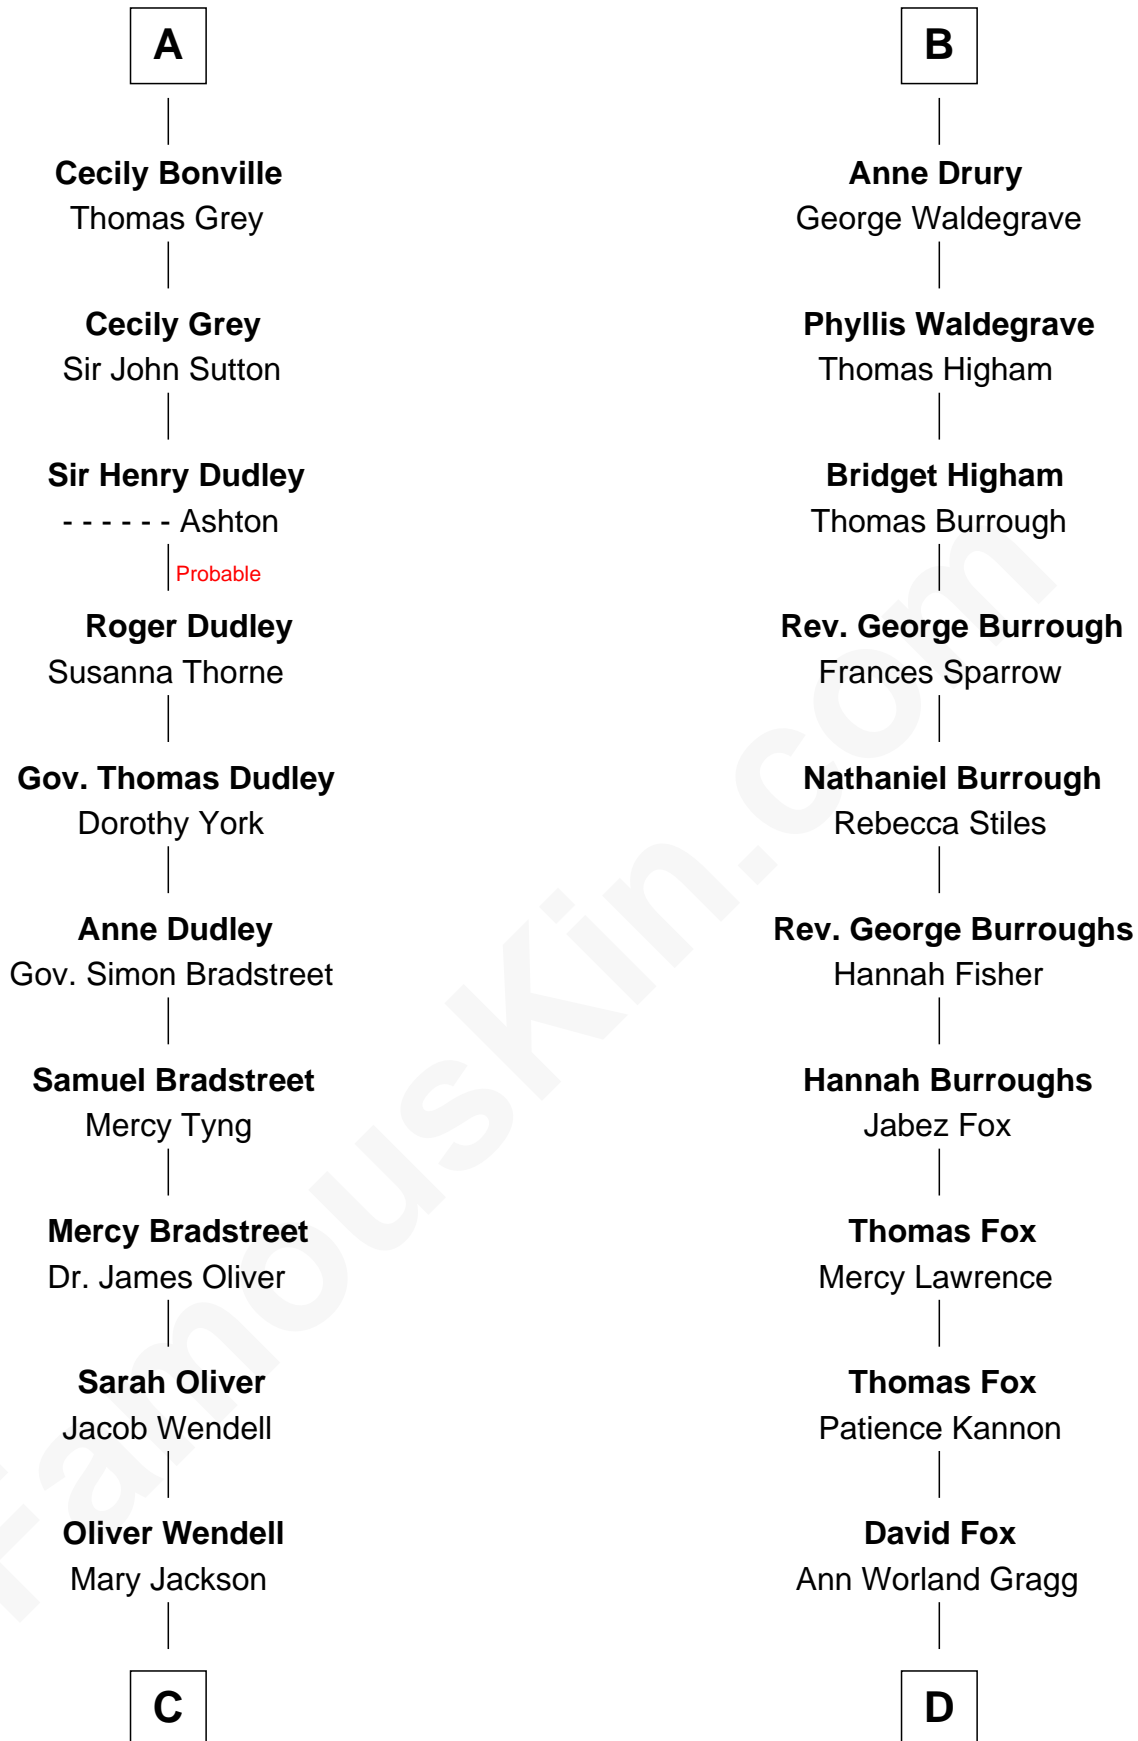 A
Cecily Bonville
Thomas Grey
Cecily Grey
Sir John Sutton
Sir Henry Dudley
- - - - - - Ashton
Probable
Roger Dudley
Susanna Thorne
Gov. Thomas Dudley
Dorothy York
Anne Dudley
Gov. Simon Bradstreet
Samuel Bradstreet
Mercy Tyng
Mercy Bradstreet
Dr. James Oliver
Sarah Oliver
Jacob Wendell
Oliver Wendell
Mary Jackson
C
B
Anne Drury
George Waldegrave
Phyllis Waldegrave
Thomas Higham
Bridget Higham
Thomas Burrough
Rev. George Burrough
Frances Sparrow
Nathaniel Burrough
Rebecca Stiles
Rev. George Burroughs
Hannah Fisher
Hannah Burroughs
Jabez Fox
Thomas Fox
Mercy Lawrence
Thomas Fox
Patience Kannon
David Fox
Ann Worland Gragg
D
FamousKin.com